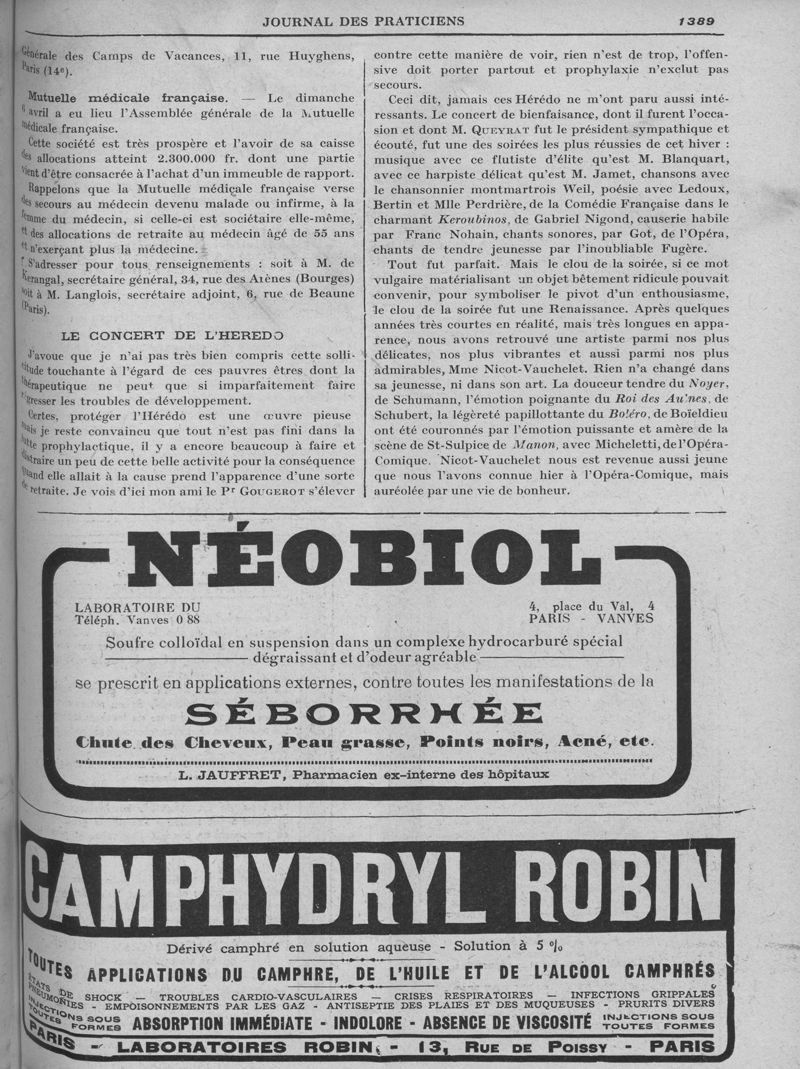 JOURNAL DES PRATICIENS 1389
Générale des Camps de Vacances, 11, rue Huyghens,
Paris (14e).
Mutuelle médicale française. — Le dimanche
6 avril a eu lieu l'Assemblée générale de la Mutuelle
médicale française.
Cette société est très prospère et l'avoir de sa caisse
des allocations atteint 2.300.000 fr. dont une partie
vient d'être consacrée à l'achat d'un immeuble de rapport.
Rappelons que la Mutuelle médicale française verse
des secours au médecin devenu malade ou infirme, à la
femme du médecin, si celle-ci est sociétaire elle-même,
et des allocations de retraite au médecin âgé de 55 ans
et n'exerçant plus la médecine.
S'adresser pour tous renseignements : soit à M. de
Kerangal, secrétaire général, 34, rue des Arènes (Bourges)
soit à M. Langlois, secrétaire adjoint, 6, rue de Beaune
(Paris).
LE CONCERT DE L'HEREDO
J'avoue que je n'ai pas très bien compris cette solli-
citude touchante à l'égard de ces pauvres êtres dont la
thérapeutique ne peut que si imparfaitement faire
régresser les troubles de développement.
Certes, protéger l'Hérédo est une œuvre pieuse
mais je reste convaincu que tout n'est pas fini dans la
lutte prophylactique, il y a encore beaucoup à faire et
distraire un peu de cette belle activité pour la conséquence
quand elle allait à la cause prend l'apparence d'une sorte
de retraite. Je vois d'ici mon ami le Pr GOUGEROT s'élever
contre cette manière de voir, rien n'est de trop, l'offen-
sive doit porter partout et prophylaxie n'exclut pas
secours.
Ceci dit, jamais ces Hérédo ne m'ont paru aussi inté-
ressants. Le concert de bienfaisance, dont il furent l'occa-
sion et dont M. QUEYRAT fut le président sympathique et
écouté, fut une des soirées les plus réussies de cet hiver :
musique avec ce flutiste d'élite qu'est M. Blanquart,
avec ce harpiste délicat qu'est M. Jamet, chansons avec
le chansonnier montmartrois Weil, poésie avec Ledoux,
Bertin et Mlle Perdrière, de la Comédie Française dans le
charmant Keroubinos, de Gabriel Nigond, causerie habile
par Franc Nohain, chants sonores, par Got, de l'Opéra,
chants de tendre jeunesse par l'inoubliable Fugère.
Tout fut parfait. Mais le clou de la soirée, si ce mot
vulgaire matérialisant un objet bêtement ridicule pouvait
convenir, pour symboliser le pivot d'un enthousiasme,
le clou de la soirée fut une Renaissance. Après quelques
années très courtes en réalité, mais très longues en appa-
rence, nous avons retrouvé une artiste parmi nos plus
délicates, nos plus vibrantes et aussi parmi nos plus
admirables, Mme Nicot-Vauchelet. Rien n'a changé dans
sa jeunesse, ni dans son art. La douceur tendre du Noyer,
de Schumann, l'émotion poignante du Roi des Aulnes, de
Schubert, la légèreté papillottante du Boléro, de Boïeldieu
ont été couronnés par l'émotion puissante et amère de la
scène de St-Sulpice de Manon, avec Micheletti, de l'Opéra-
Comique. Nicot-Vauchelet nous est revenue aussi jeune
que nous l'avons connue hier à l'Opéra-Comique, mais
auréolée par une vie de bonheur.
NÉOBIOL
LABORATOIRE DU 4, place du Val, 4
Téléph. Vanves 0 88 PARIS - VANVES
Soufre colloïdal en suspension dans un complexe hydrocarburé spécial
dégraissant et d'odeur agréable
se prescrit en applications externes, contre toutes les manifestations de la
SÉBORRHÉE
Chute des Cheveux, Peau grasse, Points noirs, Acné, etc.
L. JAUFFRET, Pharmacien ex-interne des hôpitaux
CAMPHYDRYL ROBIN
Dérivé camphré en solution aqueuse - Solution à 5 %
TOUTES APPLICATIONS DU CAMPHRE, DE L'HUILE ET DE L'ALCOOL CAMPHRÉS
ÉTATS DE SHOCK — TROUBLES CARDIO-VASCULAIRES — CRISES RESPIRATOIRES — INFECTIONS GRIPPALES
PNEUMONIES - EMPOISONNEMENTS PAR LES GAZ - ANTISEPTIE DES PLAIES ET DES MUQUEUSES - PRURITS DIVERS
INJECTIONS SOUS TOUTES FORMES ABSORPTION IMMÉDIATE - INDOLORE - ABSENCE DE VISCOSITÉ INJECTIONS SOUS TOUTES FORMES
PARIS - LABORATOIRES ROBIN, - 13, RUE DE POISSY - PARIS